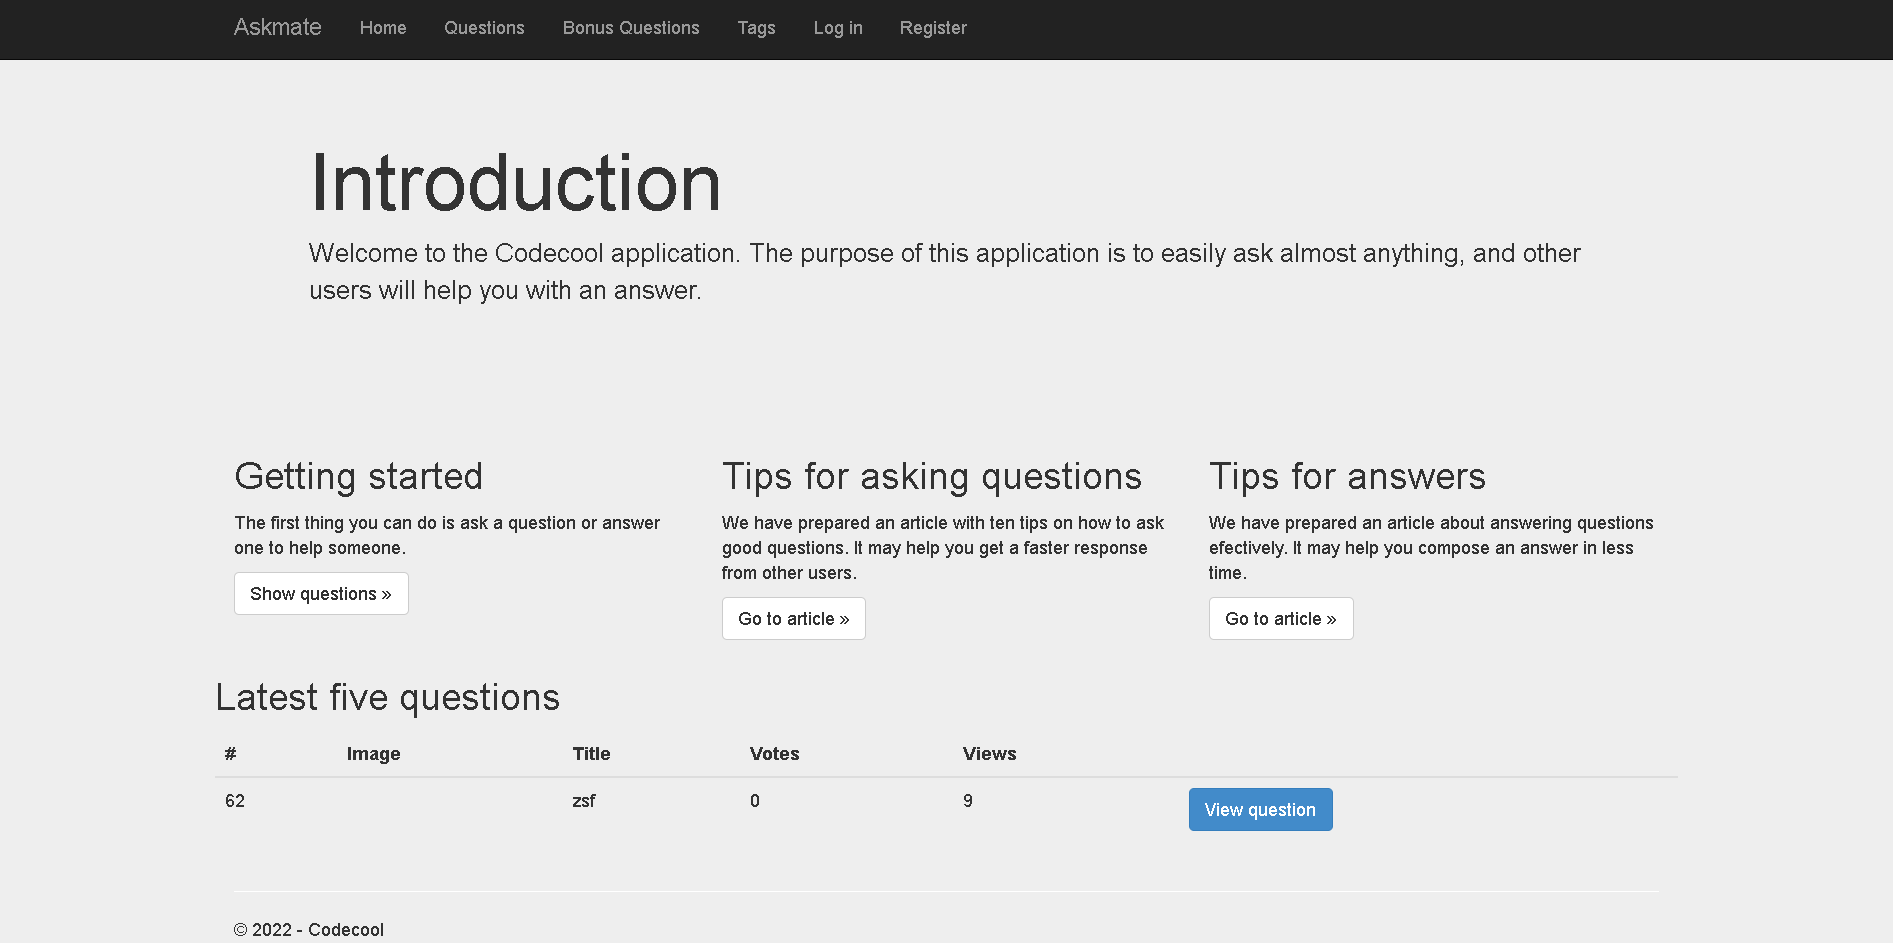 Askmate Home Questions Bonus Questions Tags Log in Register
Introduction
Welcome to the Codecool application. The purpose of this application is to easily ask almost anything, and other
users will help you with an answer.
Getting started
The first thing you can do is ask a question or answer
one to help someone.
Show questions »
Tips for asking questions
We have prepared an article with ten tips on how to ask
good questions. It may help you get a faster response
from other users.
Go to article »
Tips for answers
We have prepared an article about answering questions
efectively. It may help you compose an answer in less
time.
Go to article »
Latest five questions
# Image Title Votes Views
62 zsf 0 9 View question
© 2022 - Codecool